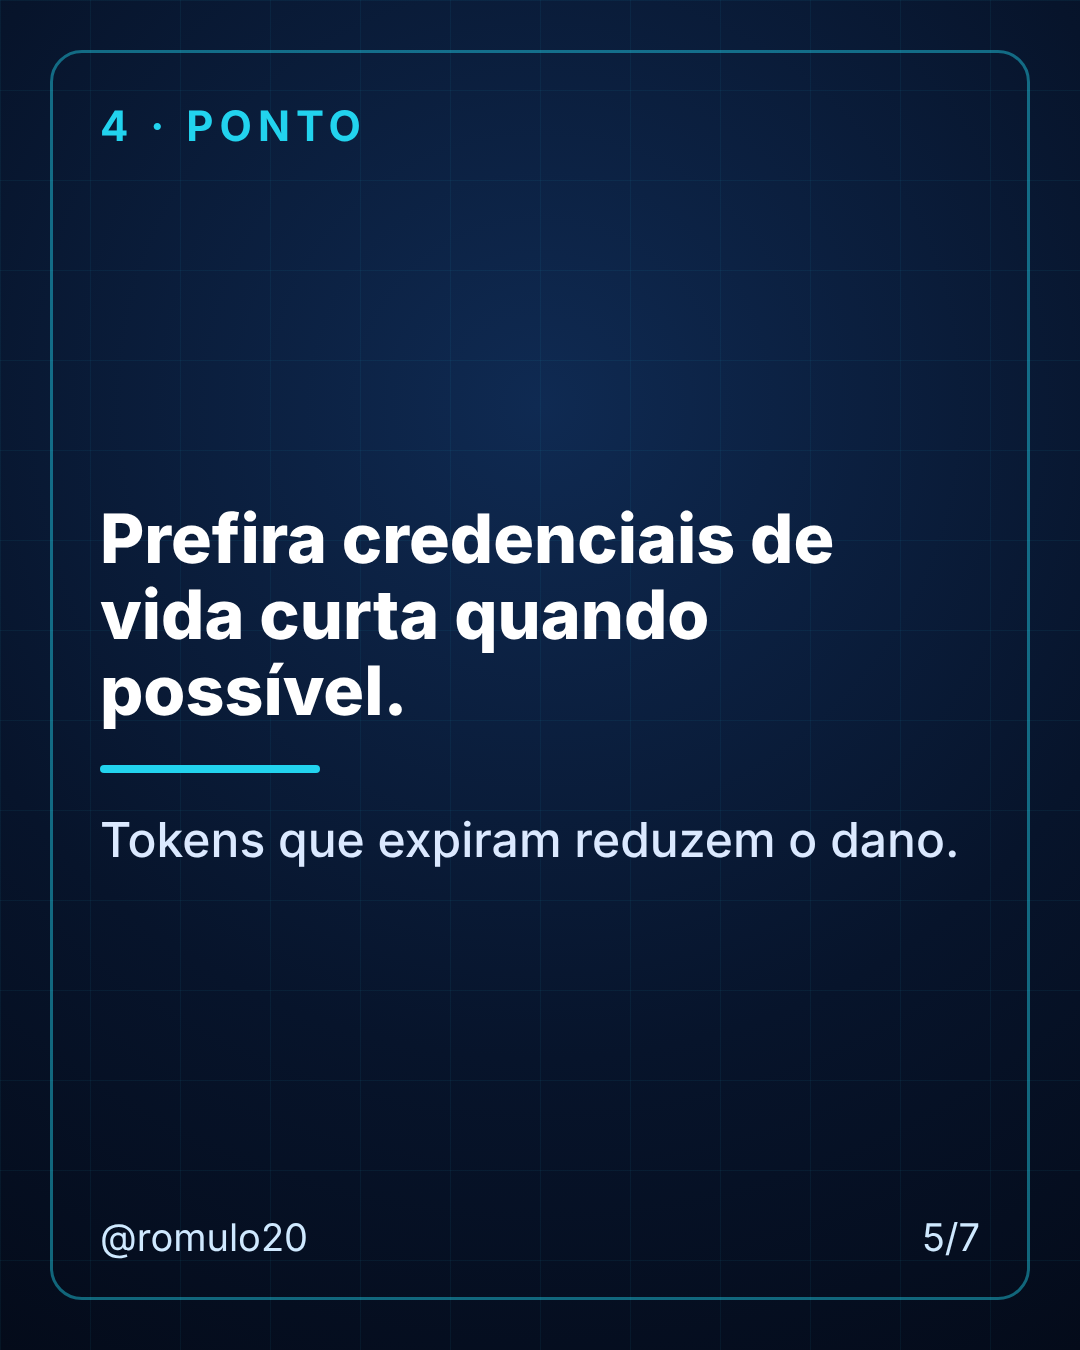 4 · PONTO
Prefira credenciais de
vida curta quando
possível.
Tokens que expiram reduzem o dano.
@romulo20
5/7